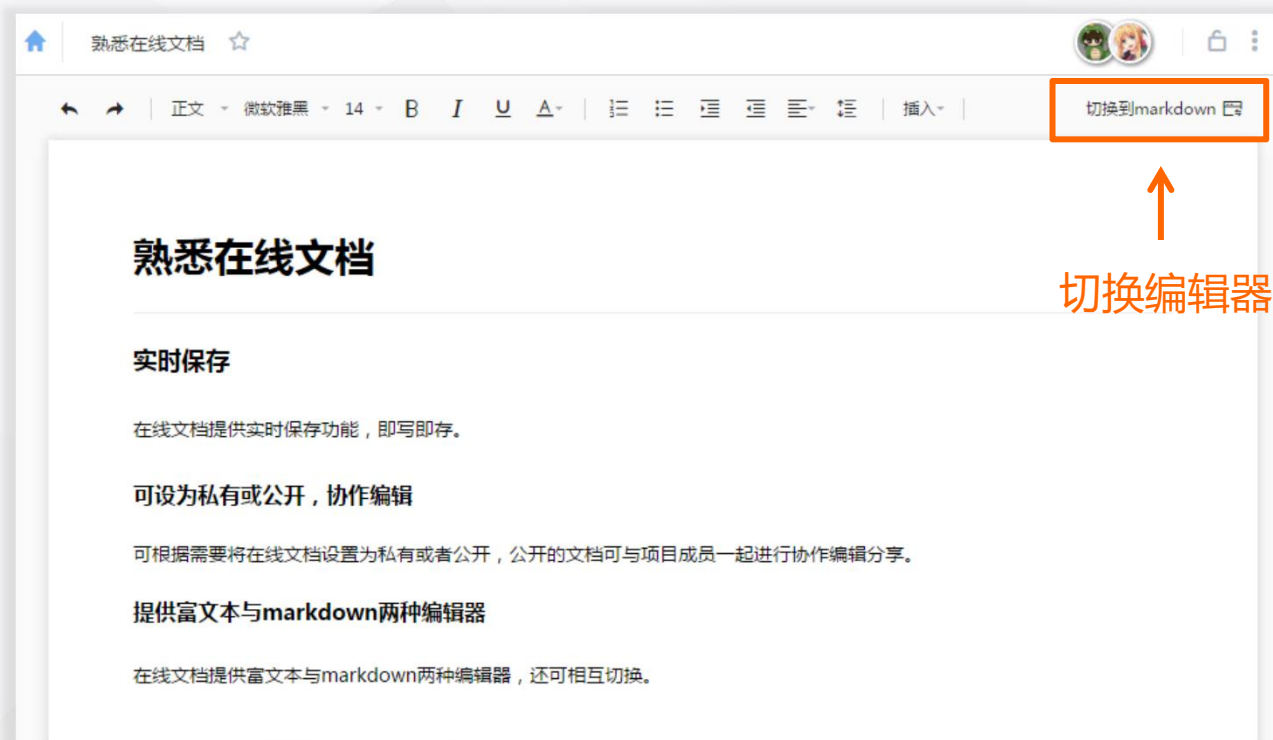 熟悉在线文档
正文 微软雅黑 14 B I U A 插入 切换到markdown
切换编辑器
熟悉在线文档
实时保存
在线文档提供实时保存功能，即写即存。
可设为私有或公开，协作编辑
可根据需要将在线文档设置为私有或者公开，公开的文档可与项目成员一起进行协作编辑分享。
提供富文本与markdown两种编辑器
在线文档提供富文本与markdown两种编辑器，还可相互切换。